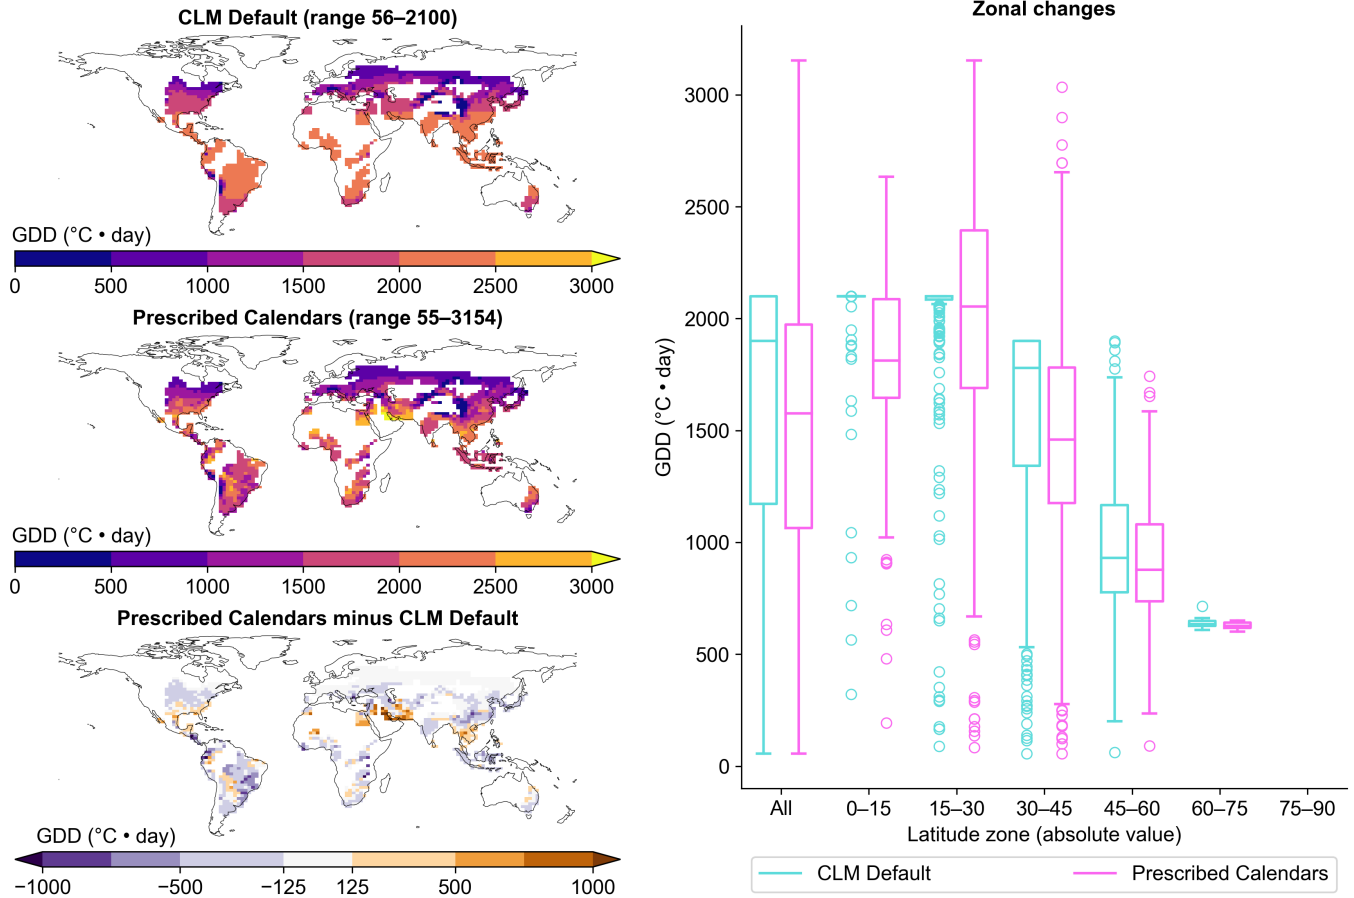 CLM Default (range 56–2100)
GDD (°C • day)
0 500 1000 1500 2000 2500 3000
Prescribed Calendars (range 55–3154)
GDD (°C • day)
0 500 1000 1500 2000 2500 3000
Prescribed Calendars minus CLM Default
GDD (°C • day)
−1000 −500 −125 125 500 1000
Zonal changes
GDD (°C • day)
3000
2500
2000
1500
1000
500
0
All 0–15 15–30 30–45 45–60 60–75 75–90
Latitude zone (absolute value)
CLM Default Prescribed Calendars